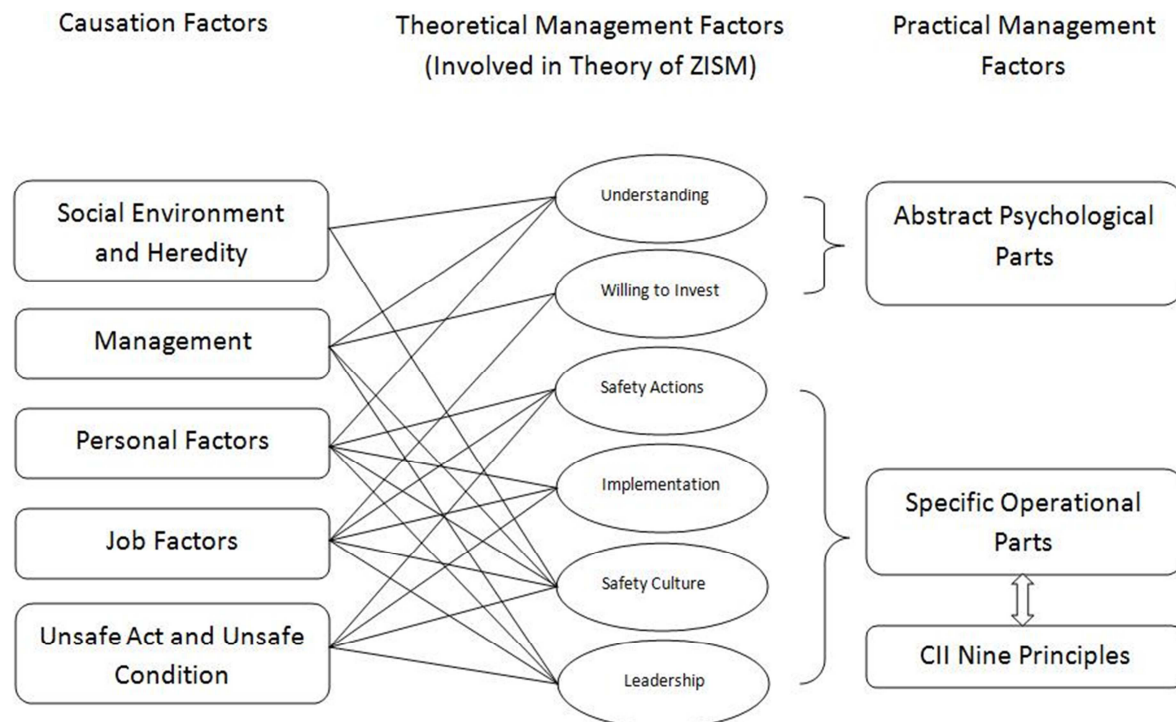 Causation Factors
Theoretical Management Factors
(Involved in Theory of ZISM)
Practical Management
Factors
Social Environment
and Heredity
Management
Personal Factors
Job Factors
Unsafe Act and Unsafe
Condition
Understanding
Willing to Invest
Safety Actions
Implementation
Safety Culture
Leadership
Abstract Psychological
Parts
Specific Operational
Parts
CII Nine Principles